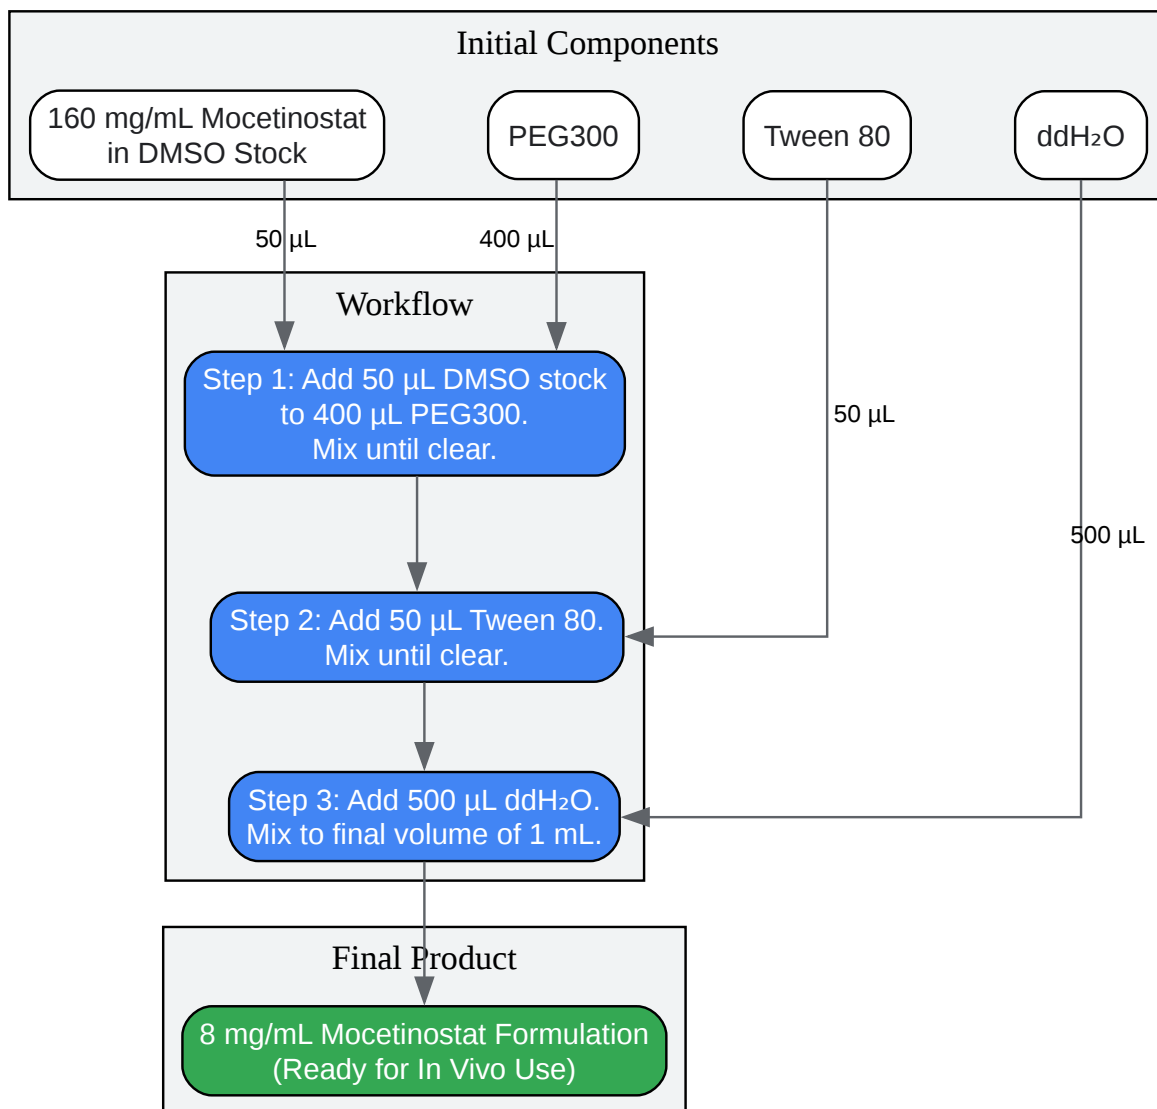 Initial Components
160 mg/mL Mocetinostat
in DMSO Stock
PEG300
Tween 80
ddH₂O
50 µL
400 µL
Workflow
Step 1: Add 50 µL DMSO stock
to 400 µL PEG300.
Mix until clear.
50 µL
500 µL
Step 2: Add 50 µL Tween 80.
Mix until clear.
Step 3: Add 500 µL ddH₂O.
Mix to final volume of 1 mL.
Final Product
8 mg/mL Mocetinostat Formulation
(Ready for In Vivo Use)